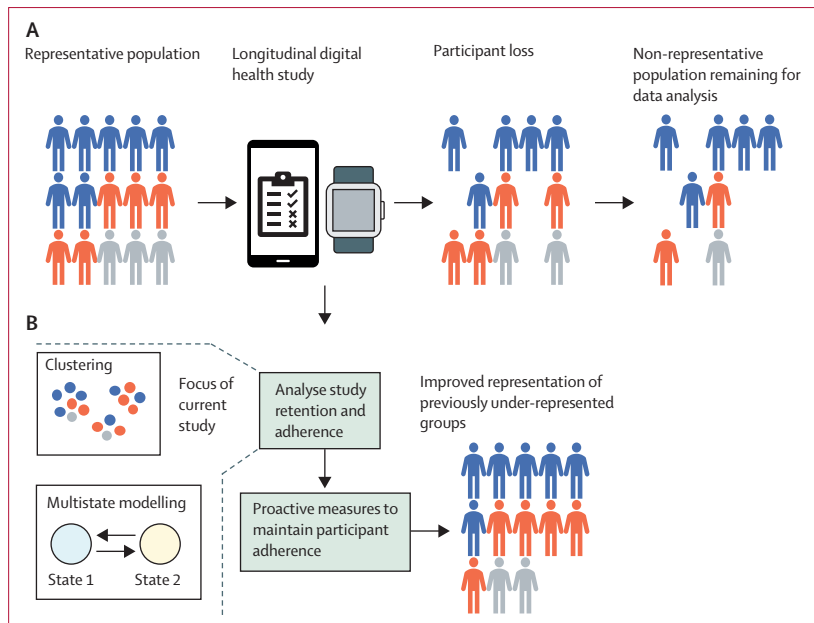 A
Representative population
Longitudinal digital
health study
Participant loss
Non-representative
population remaining for
data analysis
B
Clustering
Focus of
current
study
Analyse study
retention and
adherence
Improved representation of
previously under-represented
groups
Multistate modelling
State 1
State 2
Proactive measures to
maintain participant
adherence